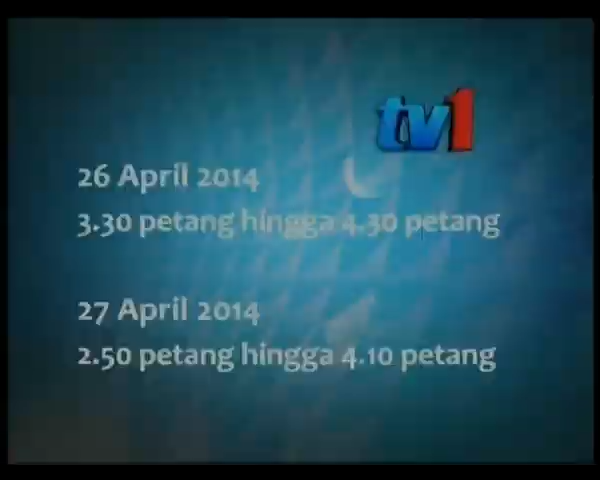 tv1
26 April 2014
3.30 petang hingga 4.30 petang
27 April 2014
2.50 petang hingga 4.10 petang